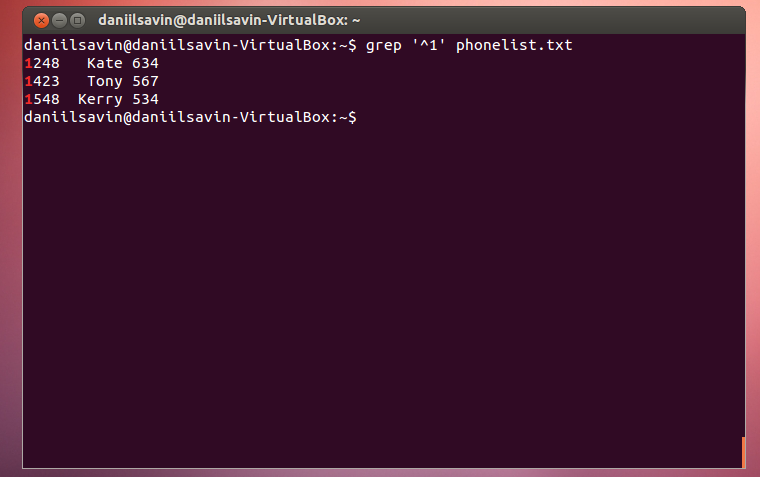 daniilsavin@daniilsavin-VirtualBox: ~
daniilsavin@daniilsavin-VirtualBox:~$ grep '^1' phonelist.txt
1248   Kate 634
1423   Tony 567
1548  Kerry 534
daniilsavin@daniilsavin-VirtualBox:~$